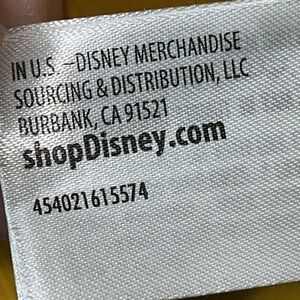 IN U.S. –DISNEY MERCHANDISE
SOURCING & DISTRIBUTION, LLC
BURBANK, CA 91521
shopDisney.com
454021615574